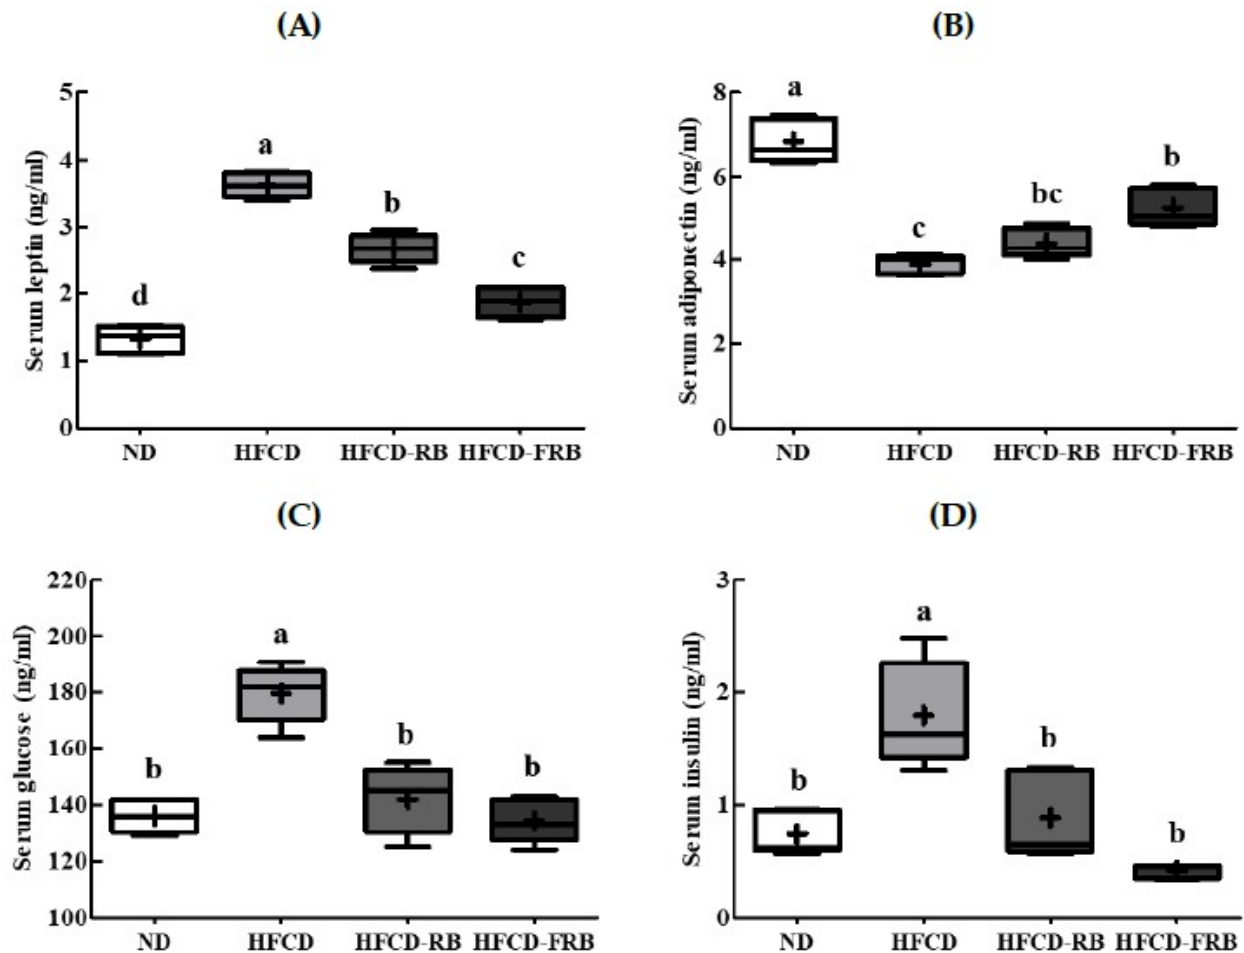 (A)
Serum leptin (ng/ml)
5
4
3
2
1
0
d
a
b
c
ND HFCD HFCD-RB HFCD-FRB
(B)
Serum adiponectin (ng/ml)
8
6
4
2
0
a
c
bc
b
ND HFCD HFCD-RB HFCD-FRB
(C)
Serum glucose (ng/ml)
220
200
180
160
140
120
100
b
a
b
b
ND HFCD HFCD-RB HFCD-FRB
(D)
Serum insulin (ng/ml)
3
2
1
0
b
a
b
b
ND HFCD HFCD-RB HFCD-FRB